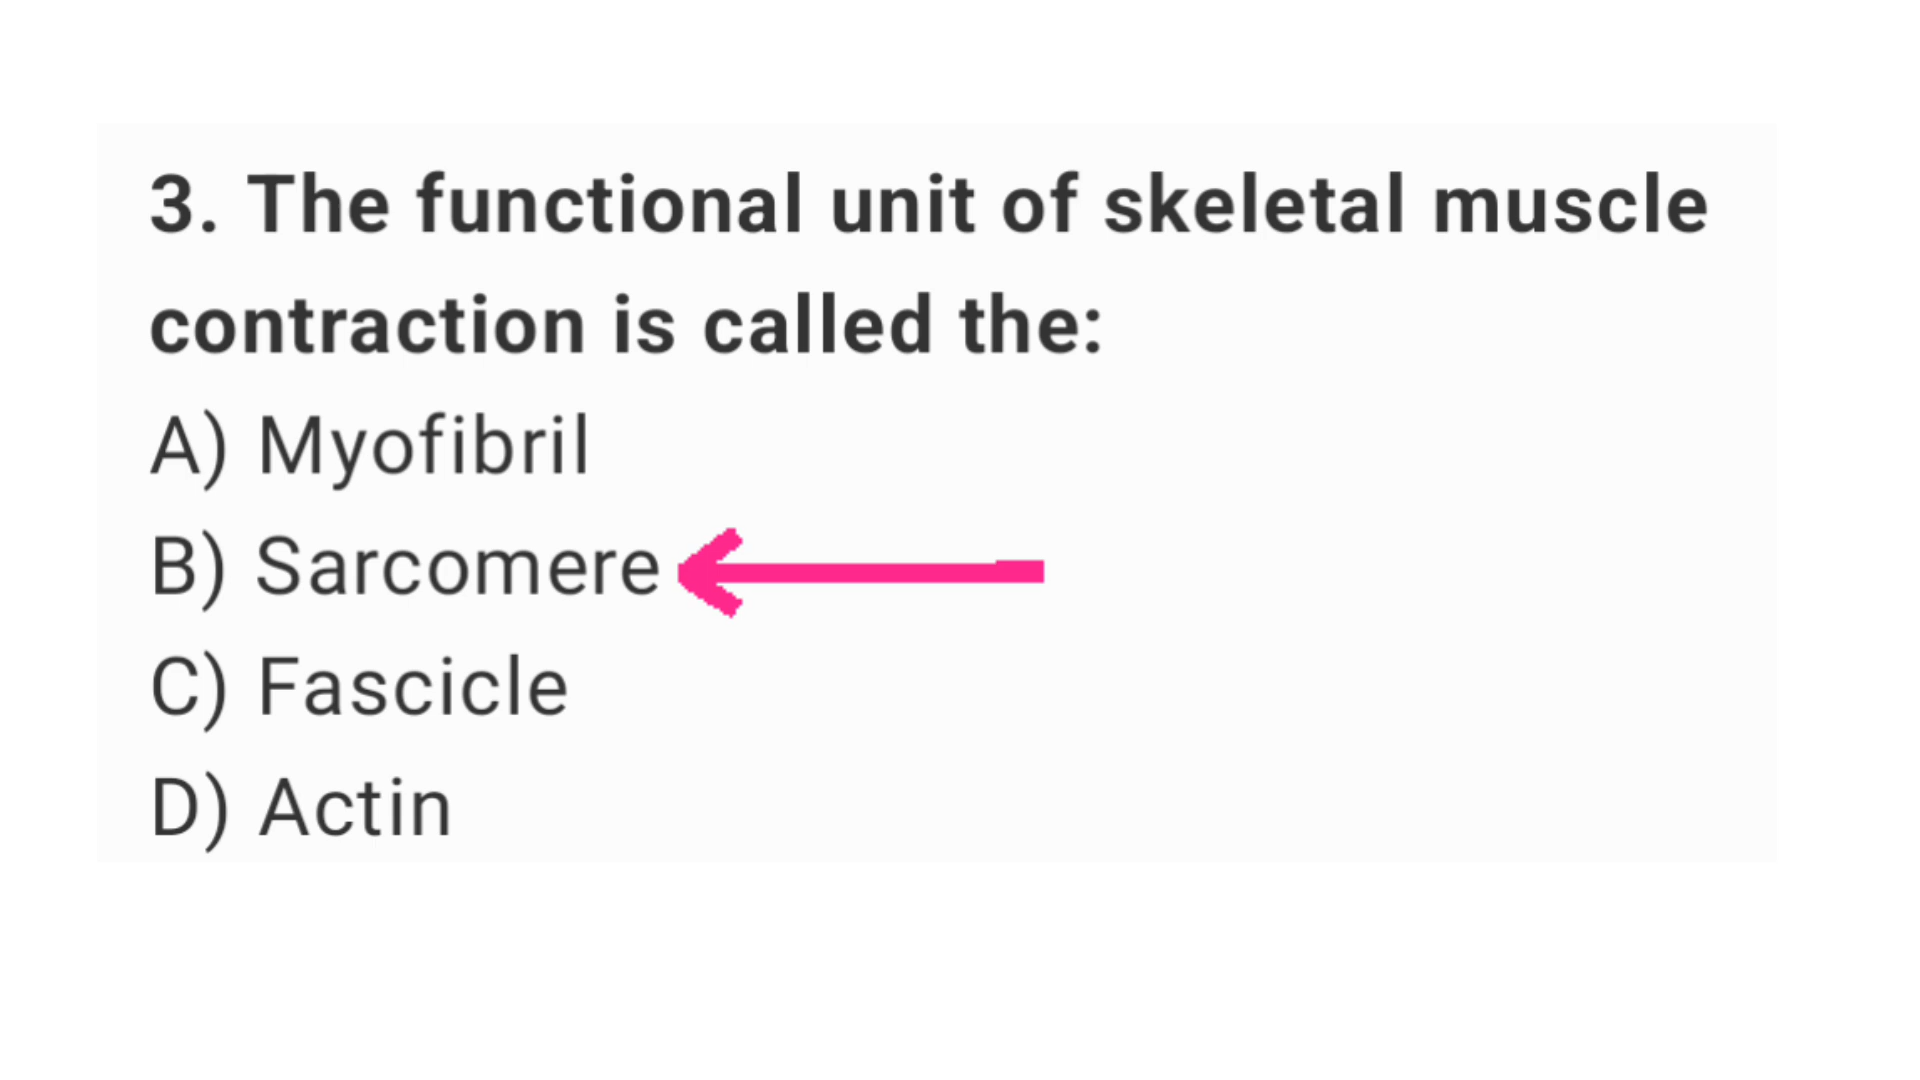 3. The functional unit of skeletal muscle
contraction is called the:
A) Myofibril
B) Sarcomere
C) Fascicle
D) Actin